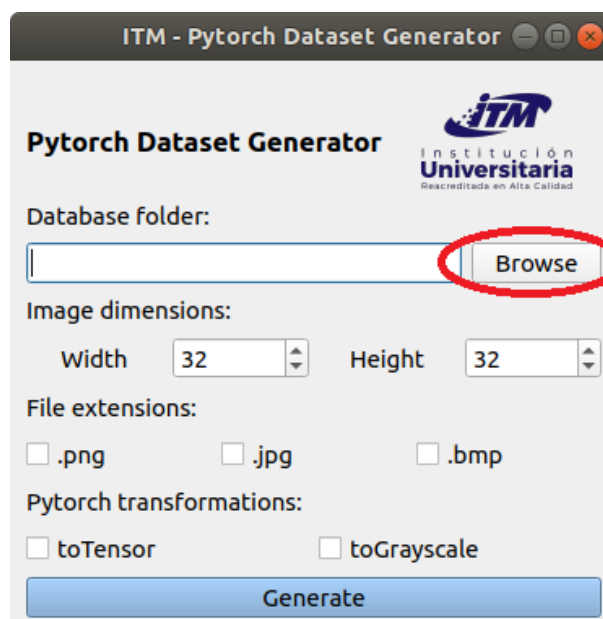 ITM - Pytorch Dataset Generator
iTM
Pytorch Dataset Generator
Institución
Universitaria
Reacreditada en Alta Calidad
Database folder:
Browse
Image dimensions:
Width 32 Height 32
File extensions:
.png .jpg .bmp
Pytorch transformations:
toTensor toGrayscale
Generate